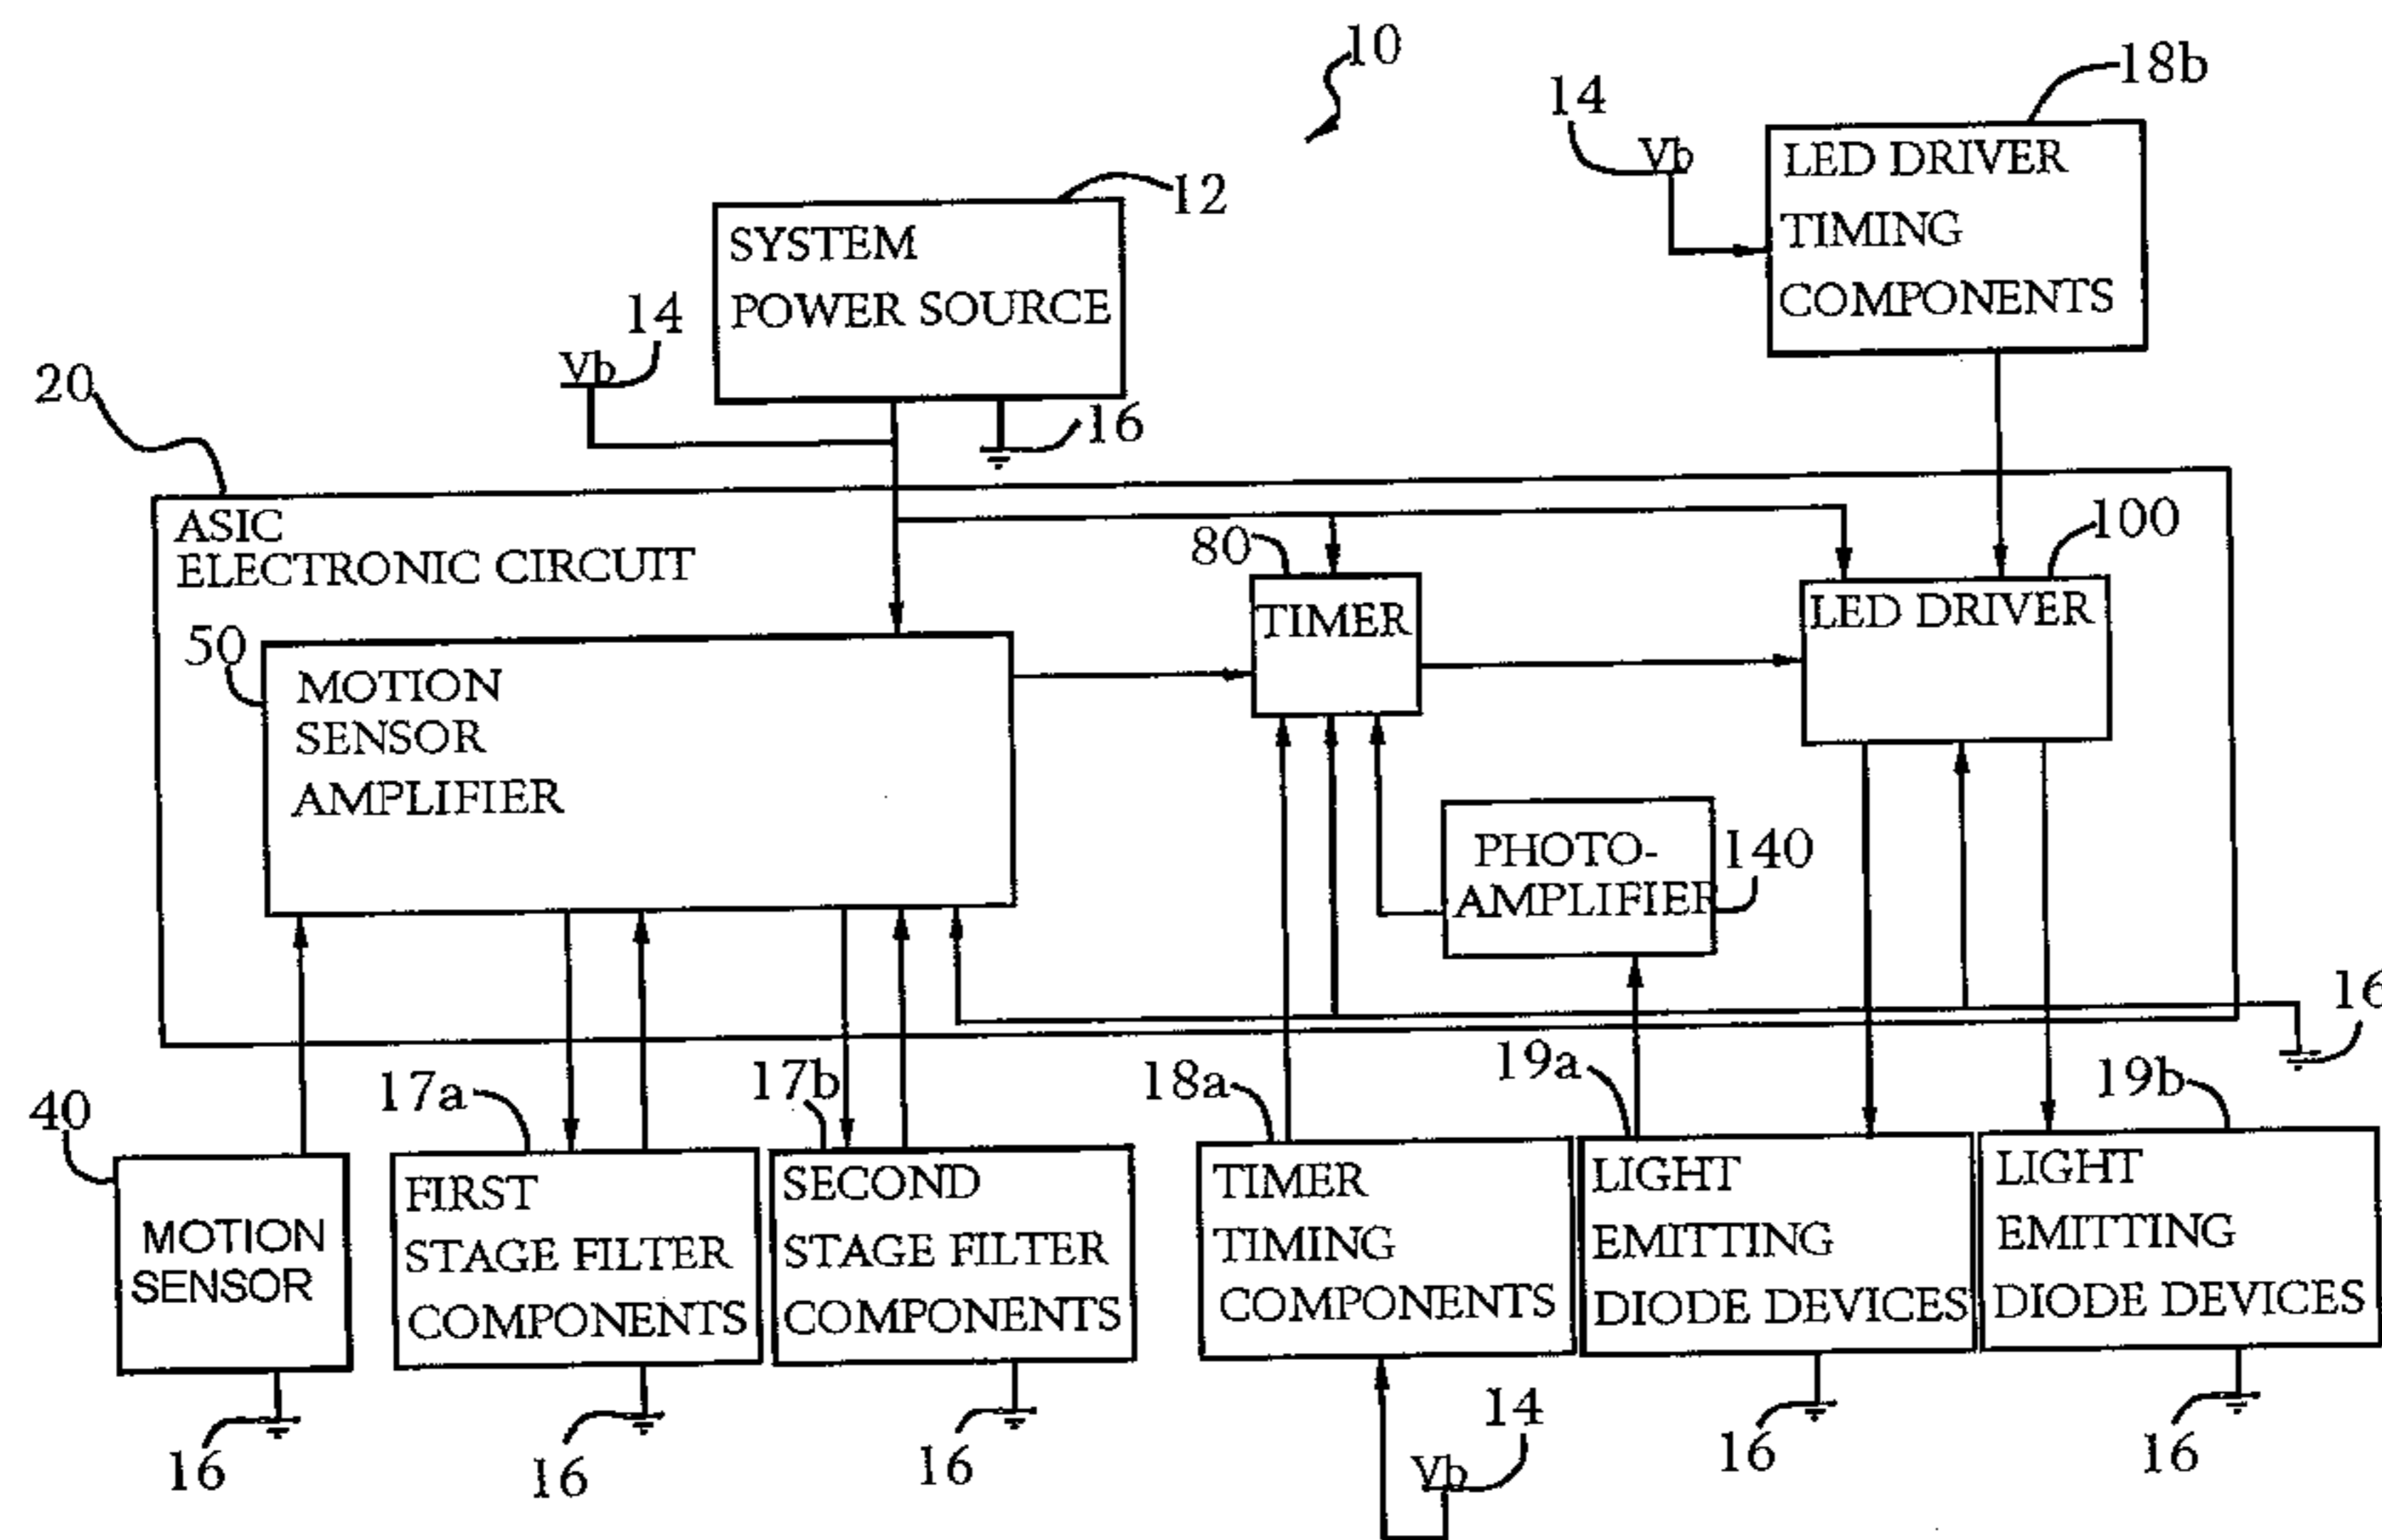 10
18b
14
Vb
LED DRIVER
TIMING
COMPONENTS
12
SYSTEM
POWER SOURCE
14
Vb
16
20
ASIC
ELECTRONIC CIRCUIT
80
TIMER
100
LED DRIVER
50
MOTION
SENSOR
AMPLIFIER
PHOTO-
AMPLIFIER
140
16
40
MOTION
SENSOR
16
17a
FIRST
STAGE FILTER
COMPONENTS
16
17b
SECOND
STAGE FILTER
COMPONENTS
16
18a
TIMER
TIMING
COMPONENTS
14
Vb
19a
LIGHT
EMITTING
DIODE DEVICES
16
19b
LIGHT
EMITTING
DIODE DEVICES
16